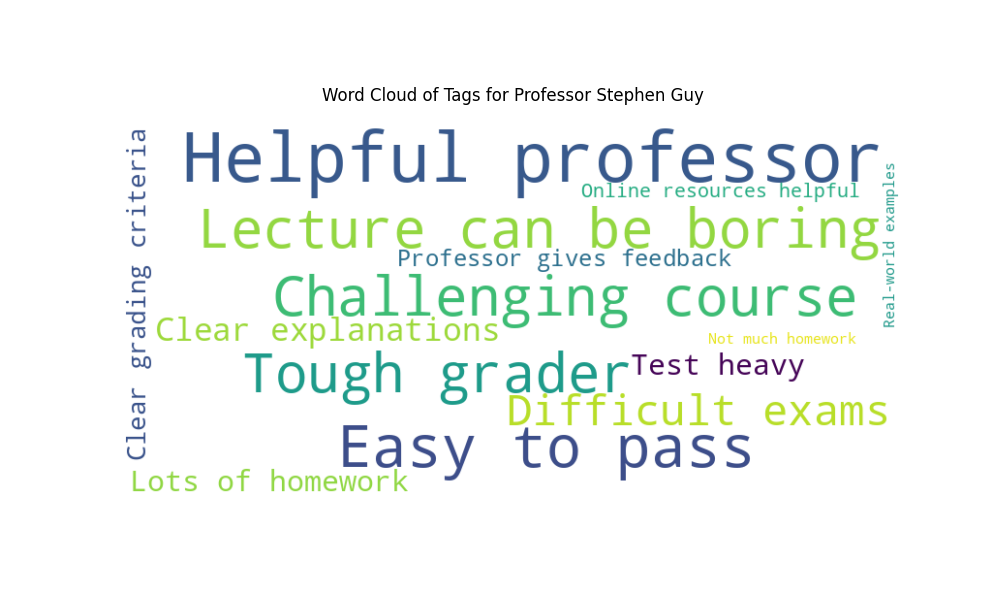 Word Cloud of Tags for Professor Stephen Guy
Helpful professor
Online resources helpful
Lecture can be boring
Professor gives feedback
Challenging course
Clear explanations
Not much homework
Tough grader
Test heavy
Difficult exams
Easy to pass
Lots of homework
Clear grading criteria
Real-world examples